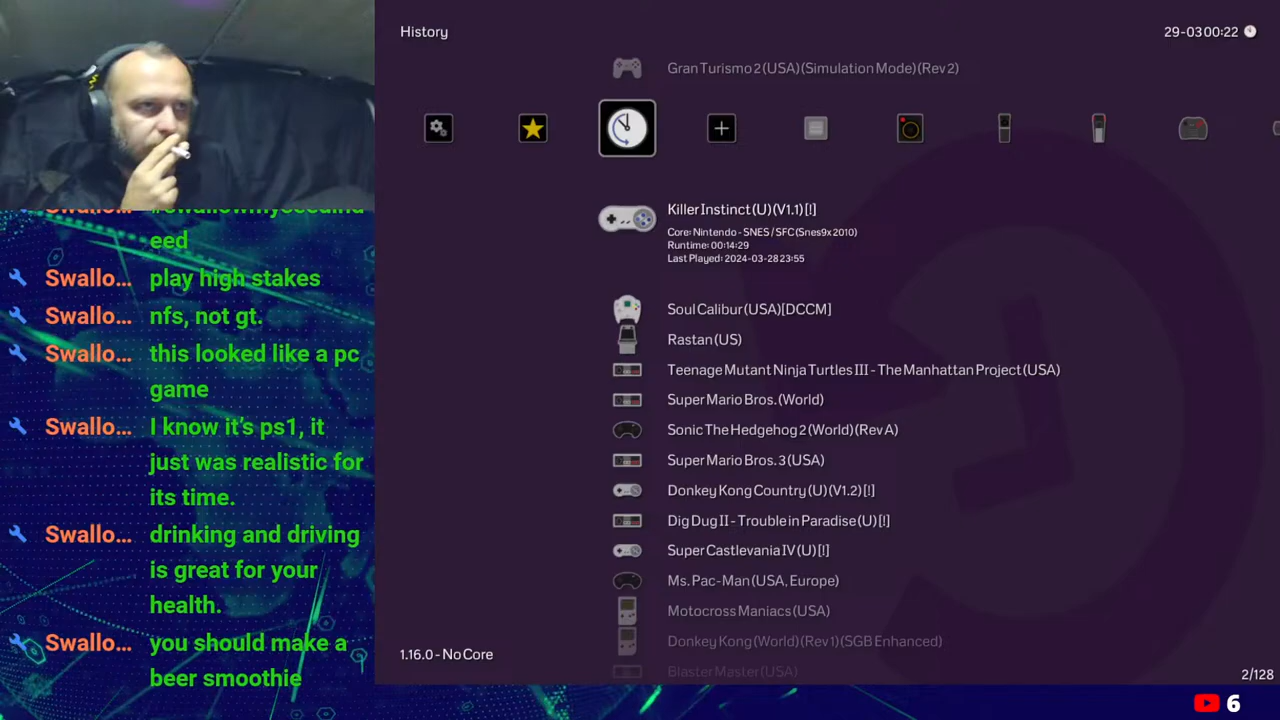 History
29-03 00:22
Gran Turismo 2 (USA) (Simulation Mode) (Rev 2)
Killer Instinct (U) (V1.1) [!]
Core: Nintendo - SNES / SFC (Snes9x 2010)
Runtime: 00:14:29
Last Played: 2024-03-28 23:55
Soul Calibur (USA) [DCCM]
Rastan (US)
Teenage Mutant Ninja Turtles III - The Manhattan Project (USA)
Super Mario Bros. (World)
Sonic The Hedgehog 2 (World) (Rev A)
Super Mario Bros. 3 (USA)
Donkey Kong Country (U) (V1.2) [!]
Dig Dug II - Trouble in Paradise (U) [!]
Super Castlevania IV (U) [!]
Ms. Pac-Man (USA, Europe)
Motocross Maniacs (USA)
Donkey Kong (World) (Rev 1) (SGB Enhanced)
Blaster Master (USA)
1.16.0 - No Core
2/128
eed
Swallo... play high stakes
Swallo... nfs, not gt.
Swallo... this looked like a pc
game
Swallo... I know it's ps1, it
just was realistic for
its time.
Swallo... drinking and driving
is great for your
health.
Swallo... you should make a
beer smoothie
6